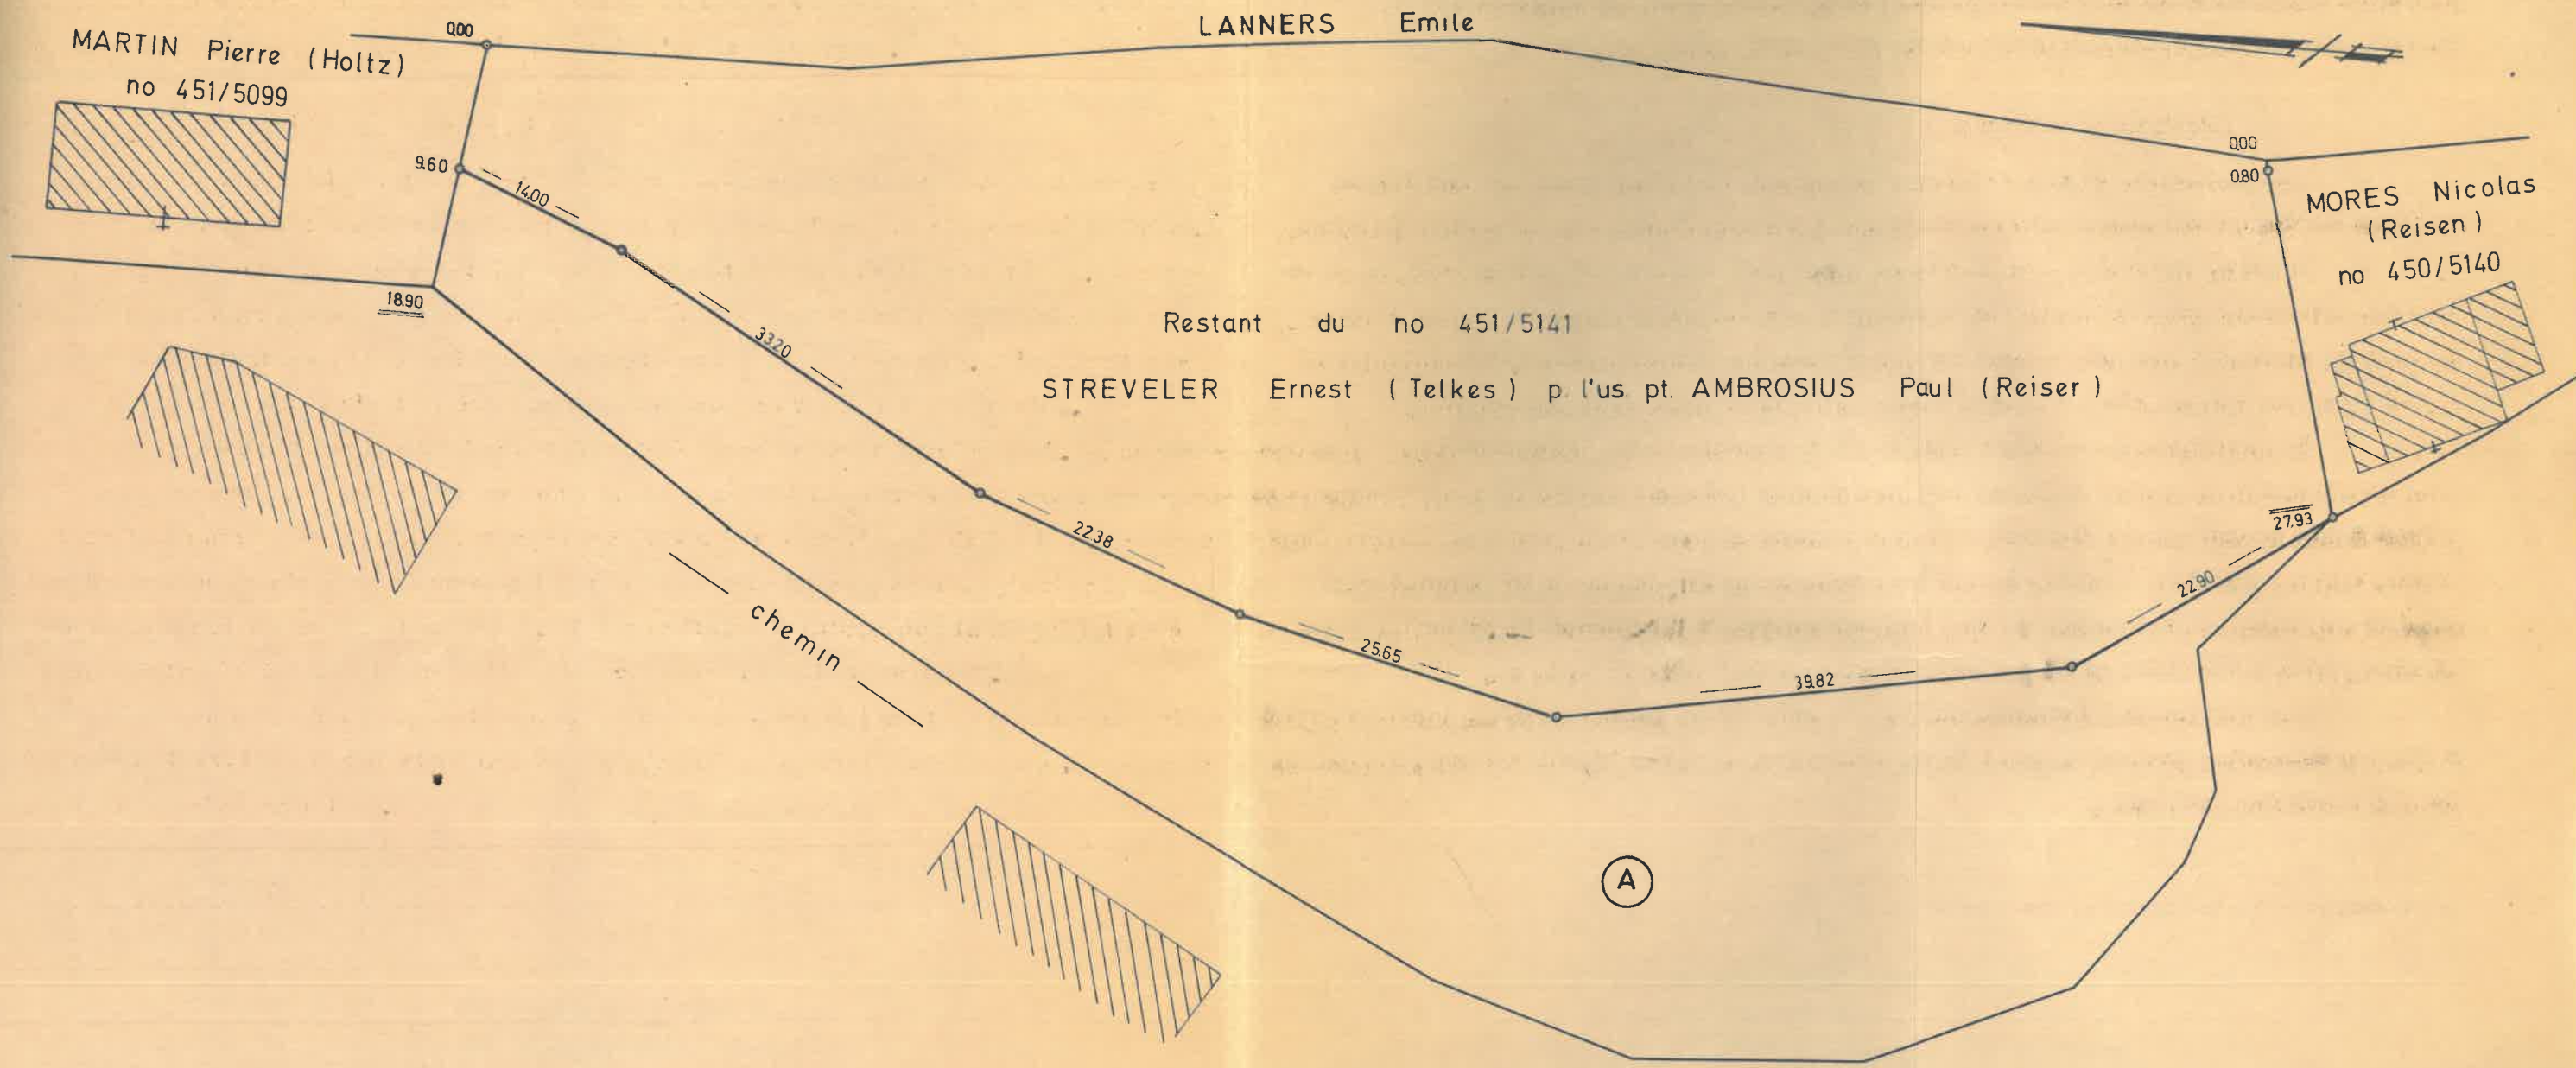 LANNERS Emile
0.00
MARTIN Pierre (Holtz)
no 451/5099
9.60
14.00
18.90
33.20
0.00
0.80
MORES Nicolas
(Reisen)
no 450/5140
Restant du no 451/5141
STREVELER Ernest (Telkes) p. l'us. pt. AMBROSIUS Paul (Reiser)
22.38
27.93
22.90
25.65
39.82
chemin
A